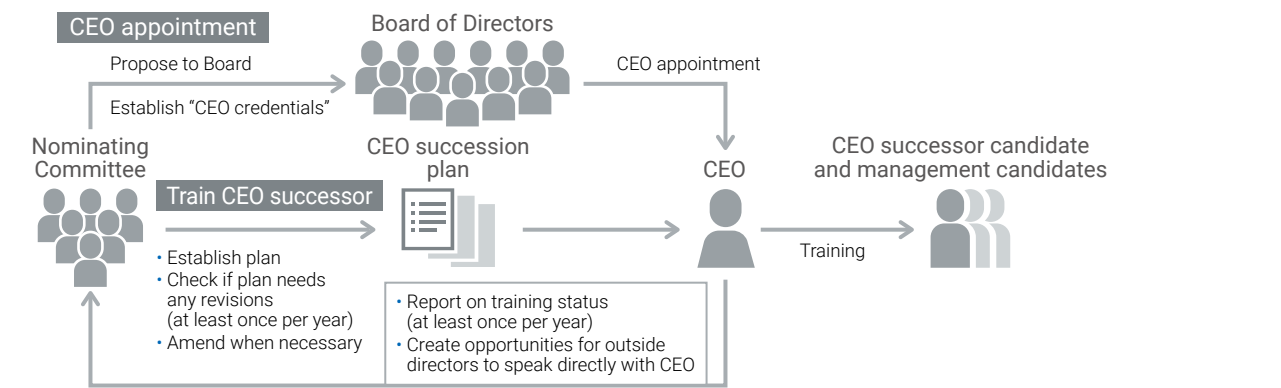 CEO appointment
Propose to Board
Establish “CEO credentials”
Board of Directors
CEO appointment
Nominating
Committee
Train CEO successor
• Establish plan
• Check if plan needs
any revisions
(at least once per year)
• Amend when necessary
CEO succession
plan
CEO
Training
CEO successor candidate
and management candidates
• Report on training status
(at least once per year)
• Create opportunities for outside
directors to speak directly with CEO